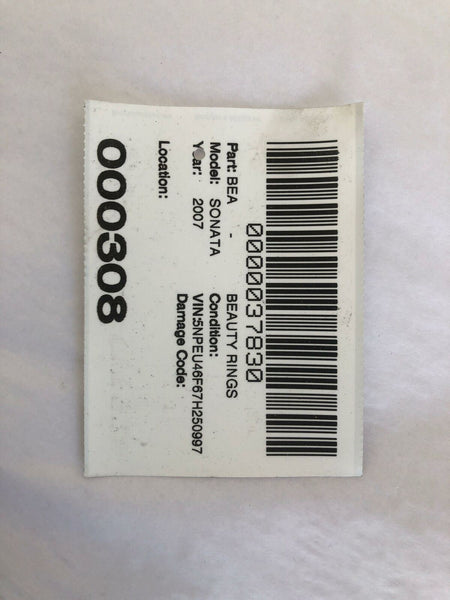 0000037830
Part: BEA - BEAUTY RINGS
Model: SONATA Condition:
Year: 2007 VIN:5NPEU46F67H250997
Damage Code:
Location:
000308